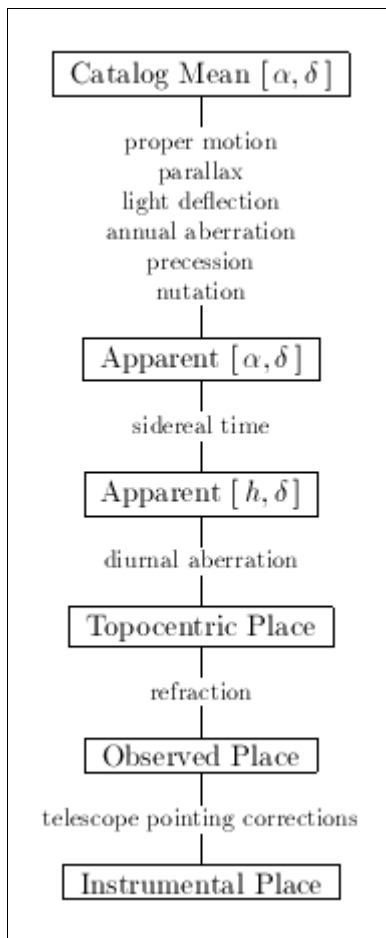 Catalog Mean [α, δ]
proper motion
parallax
light deflection
annual aberration
precession
nutation
Apparent [α, δ]
sidereal time
Apparent [h, δ]
diurnal aberration
Topocentric Place
refraction
Observed Place
telescope pointing corrections
Instrumental Place